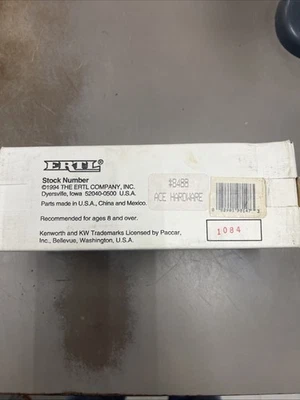 ERTL®
Stock Number
©1994 THE ERTL COMPANY, INC.
Dyersville, Iowa 52040-0500 U.S.A.
Parts made in U.S.A., China and Mexico.
Recommended for ages 8 and over.
Kenworth and KW Trademarks Licensed by Paccar,
Inc., Bellevue, Washington, U.S.A.
#8488
ACE HARDWARE
1084